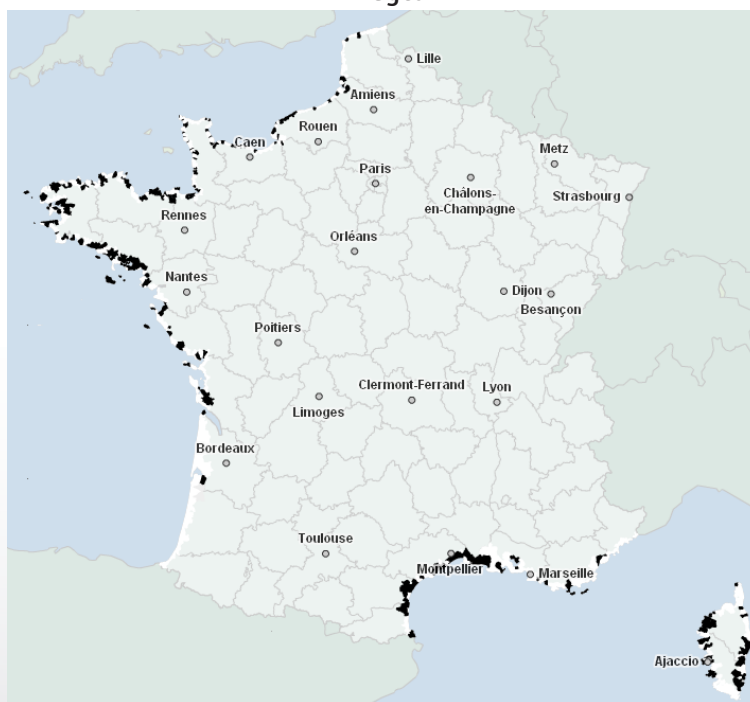 Lille
Amiens
Rouen
Caen
Metz
Paris
Châlons-
en-Champagne
Strasbourg
Rennes
Orléans
Nantes
Dijon
Besançon
Poitiers
Clermont-Ferrand
Lyon
Limoges
Bordeaux
Toulouse
Montpellier
Marseille
Ajaccio